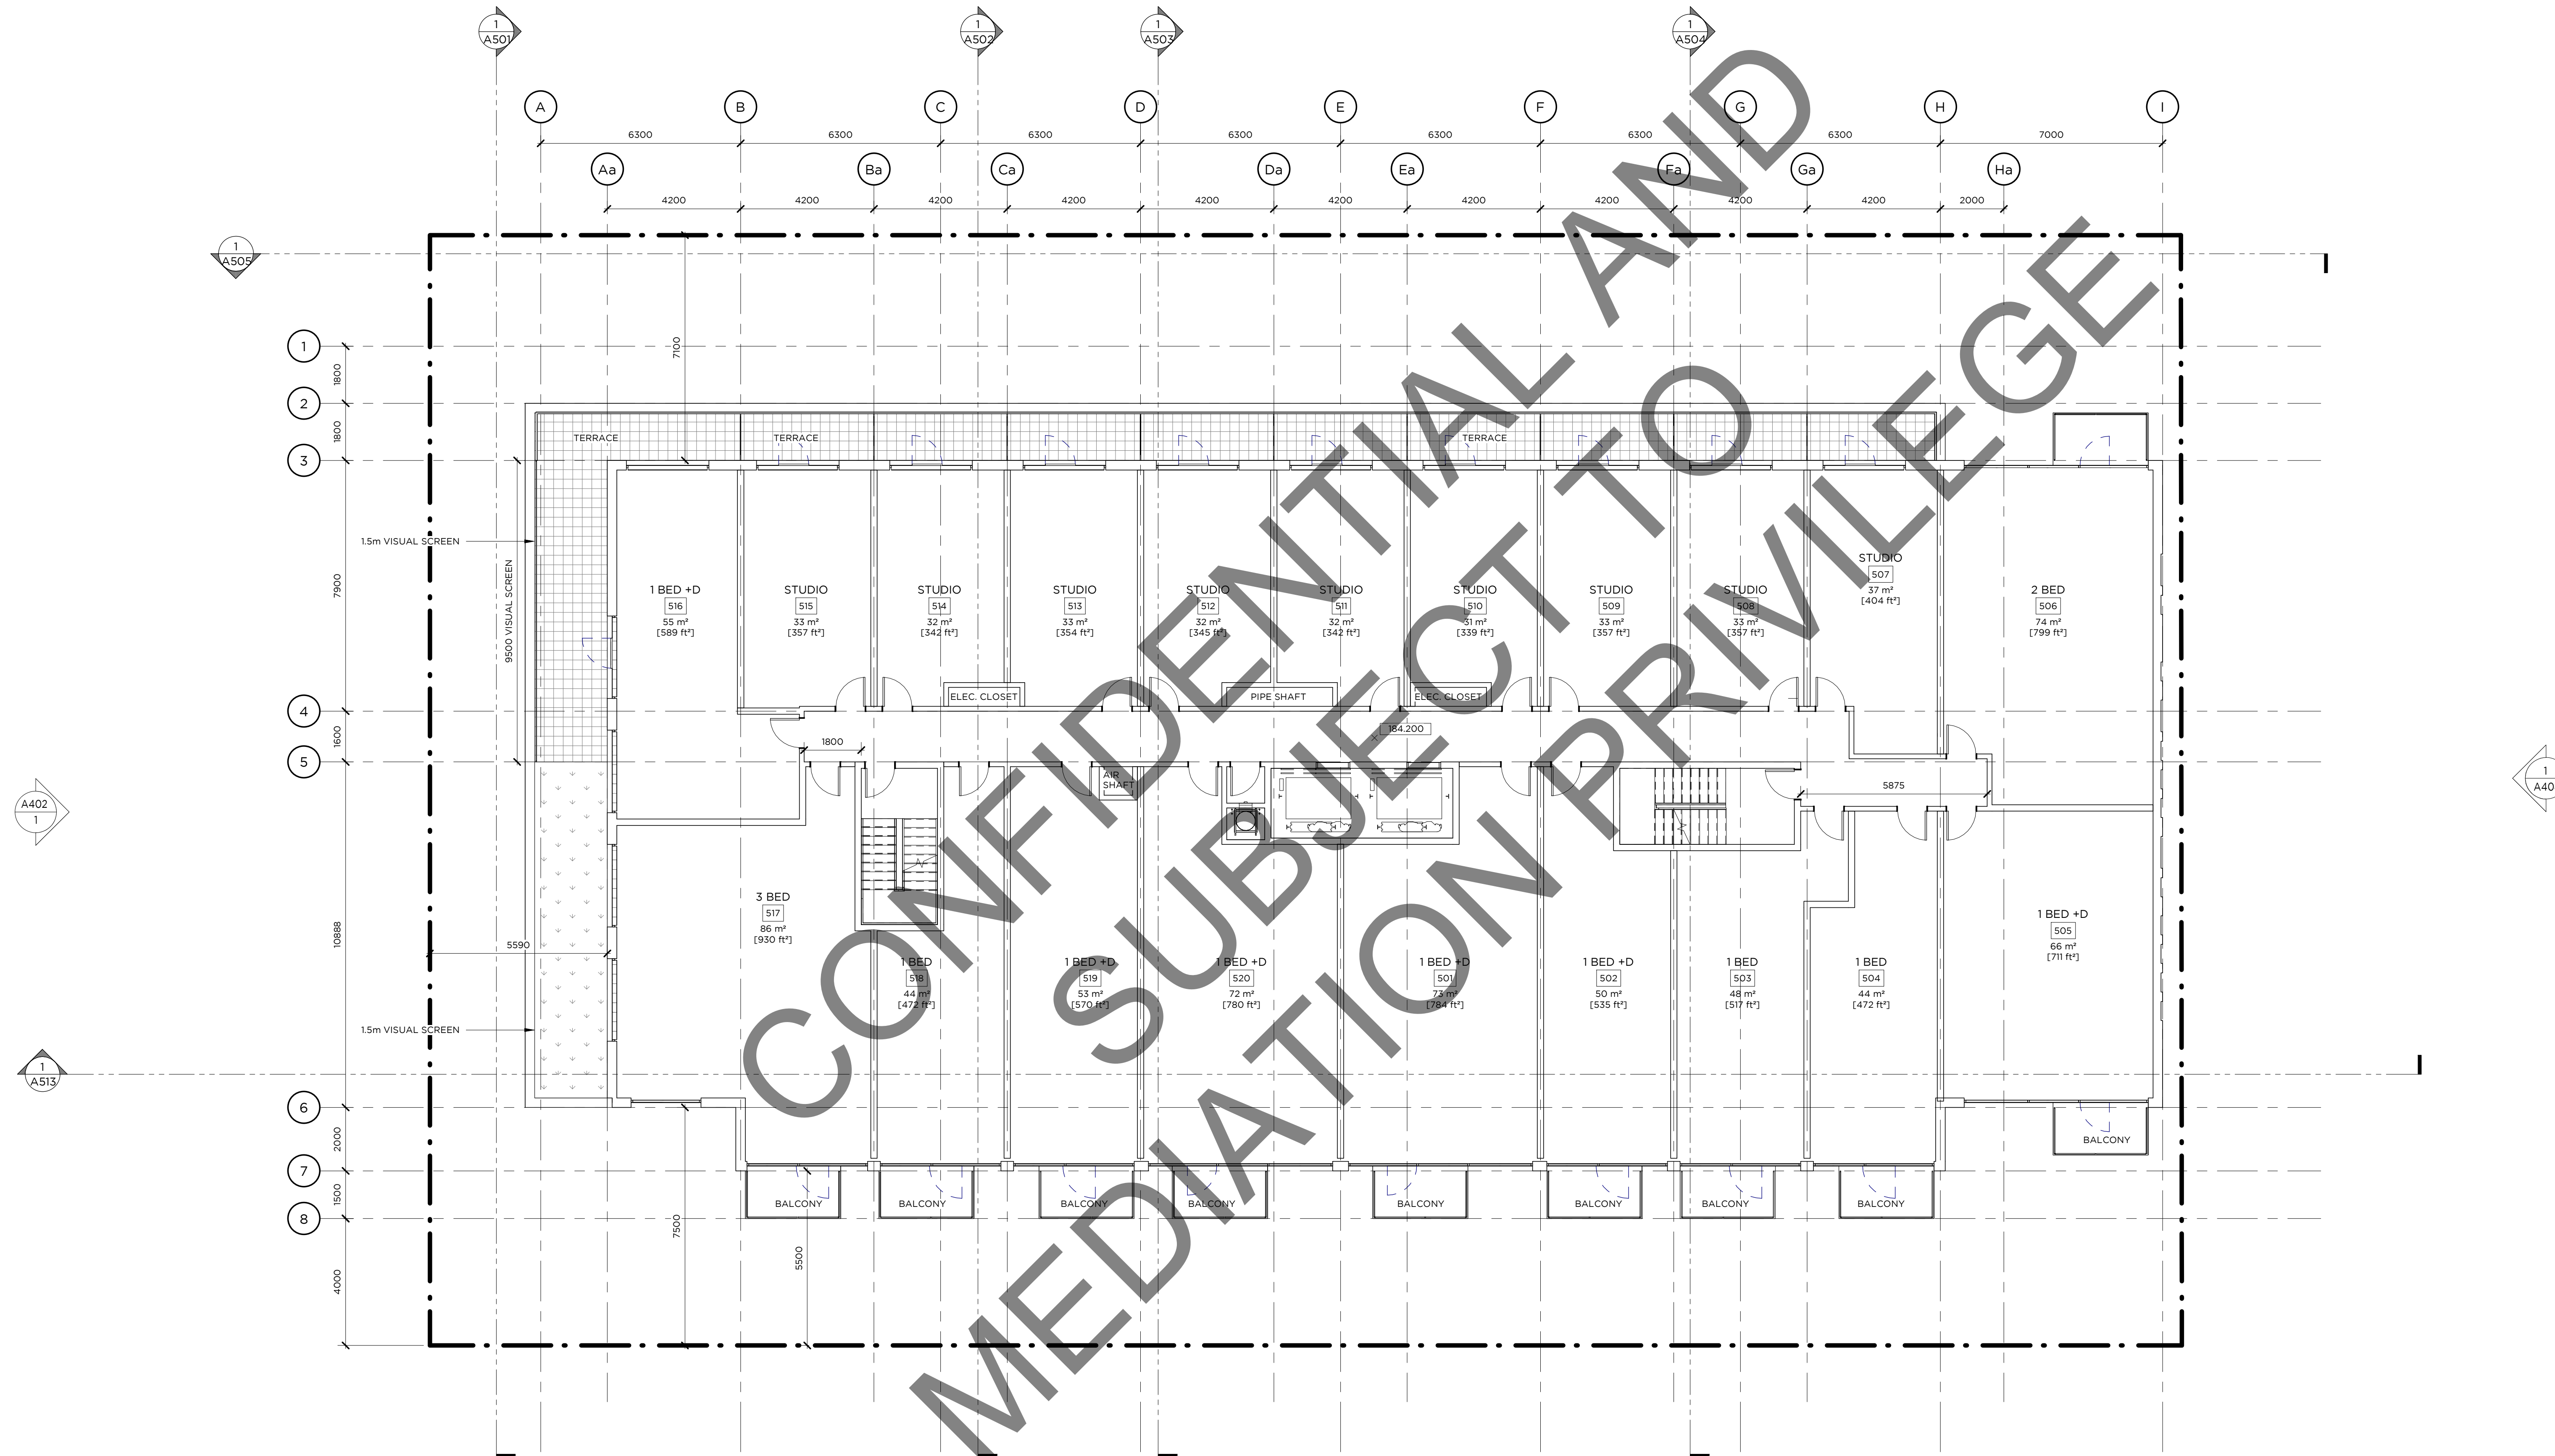 1
A501
1
A502
1
A503
1
A504
A
B
C
D
E
F
G
H
I
6300
6300
6300
6300
6300
6300
6300
7000
Aa
Ba
Ca
Da
Ea
Fa
Ga
Ha
4200
4200
4200
4200
4200
4200
4200
4200
4200
4200
2000
1
A505
1
2
3
4
5
6
7
8
1800
1800
7900
1600
10888
2000
1500
4000
7100
TERRACE
TERRACE
TERRACE
1.5m VISUAL SCREEN
9500 VISUAL SCREEN
1 BED +D
516
55 m²
[589 ft²]
STUDIO
515
33 m²
[357 ft²]
STUDIO
514
32 m²
[342 ft²]
STUDIO
513
33 m²
[354 ft²]
STUDIO
512
32 m²
[345 ft²]
STUDIO
511
32 m²
[342 ft²]
STUDIO
510
31 m²
[339 ft²]
STUDIO
509
33 m²
[357 ft²]
STUDIO
508
33 m²
[357 ft²]
STUDIO
507
37 m²
[404 ft²]
2 BED
506
74 m²
[799 ft²]
ELEC. CLOSET
PIPE SHAFT
ELEC. CLOSET
184.200
1800
AIR
SHAFT
5875
A402
1
1
A40
3 BED
517
86 m²
[930 ft²]
5590
1 BED
518
44 m²
[472 ft²]
1 BED +D
519
53 m²
[570 ft²]
1 BED +D
520
72 m²
[780 ft²]
1 BED +D
501
73 m²
[784 ft²]
1 BED +D
502
50 m²
[535 ft²]
1 BED
503
48 m²
[517 ft²]
1 BED
504
44 m²
[472 ft²]
1 BED +D
505
66 m²
[711 ft²]
1.5m VISUAL SCREEN
1
A513
BALCONY
BALCONY
BALCONY
BALCONY
BALCONY
BALCONY
BALCONY
BALCONY
BALCONY
7500
5500
CONFIDENTIAL AND
SUBJECT TO
MEDIATION PRIVILEGE